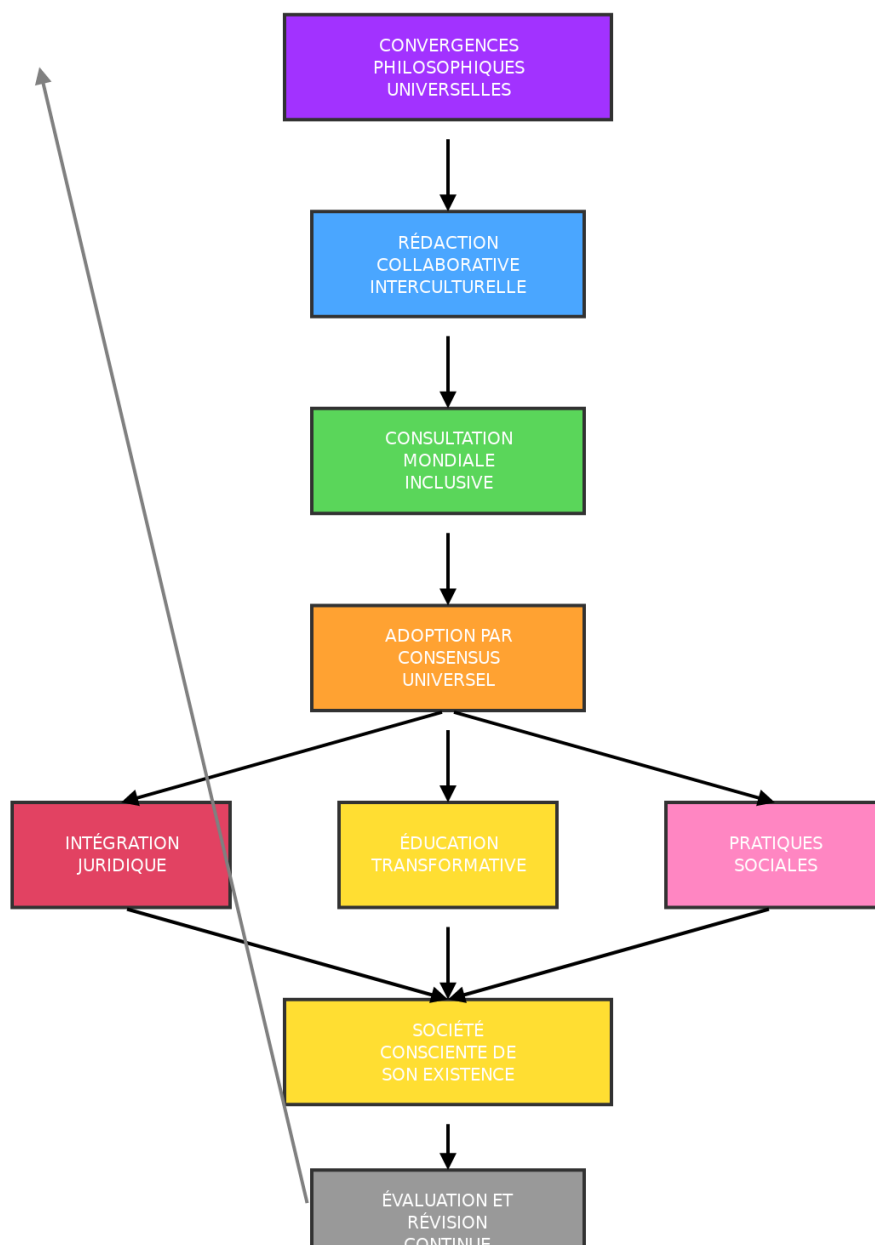 CONVERGENCES
PHILOSOPHIQUES
UNIVERSELLES
RÉDACTION
COLLABORATIVE
INTERCULTURELLE
CONSULTATION
MONDIALE
INCLUSIVE
ADOPTION PAR
CONSENSUS
UNIVERSEL
INTÉGRATION
JURIDIQUE
ÉDUCATION
TRANSFORMATIVE
PRATIQUES
SOCIALES
SOCIÉTÉ
CONSCIENTE DE
SON EXISTENCE
ÉVALUATION ET
RÉVISION
CONTINUE